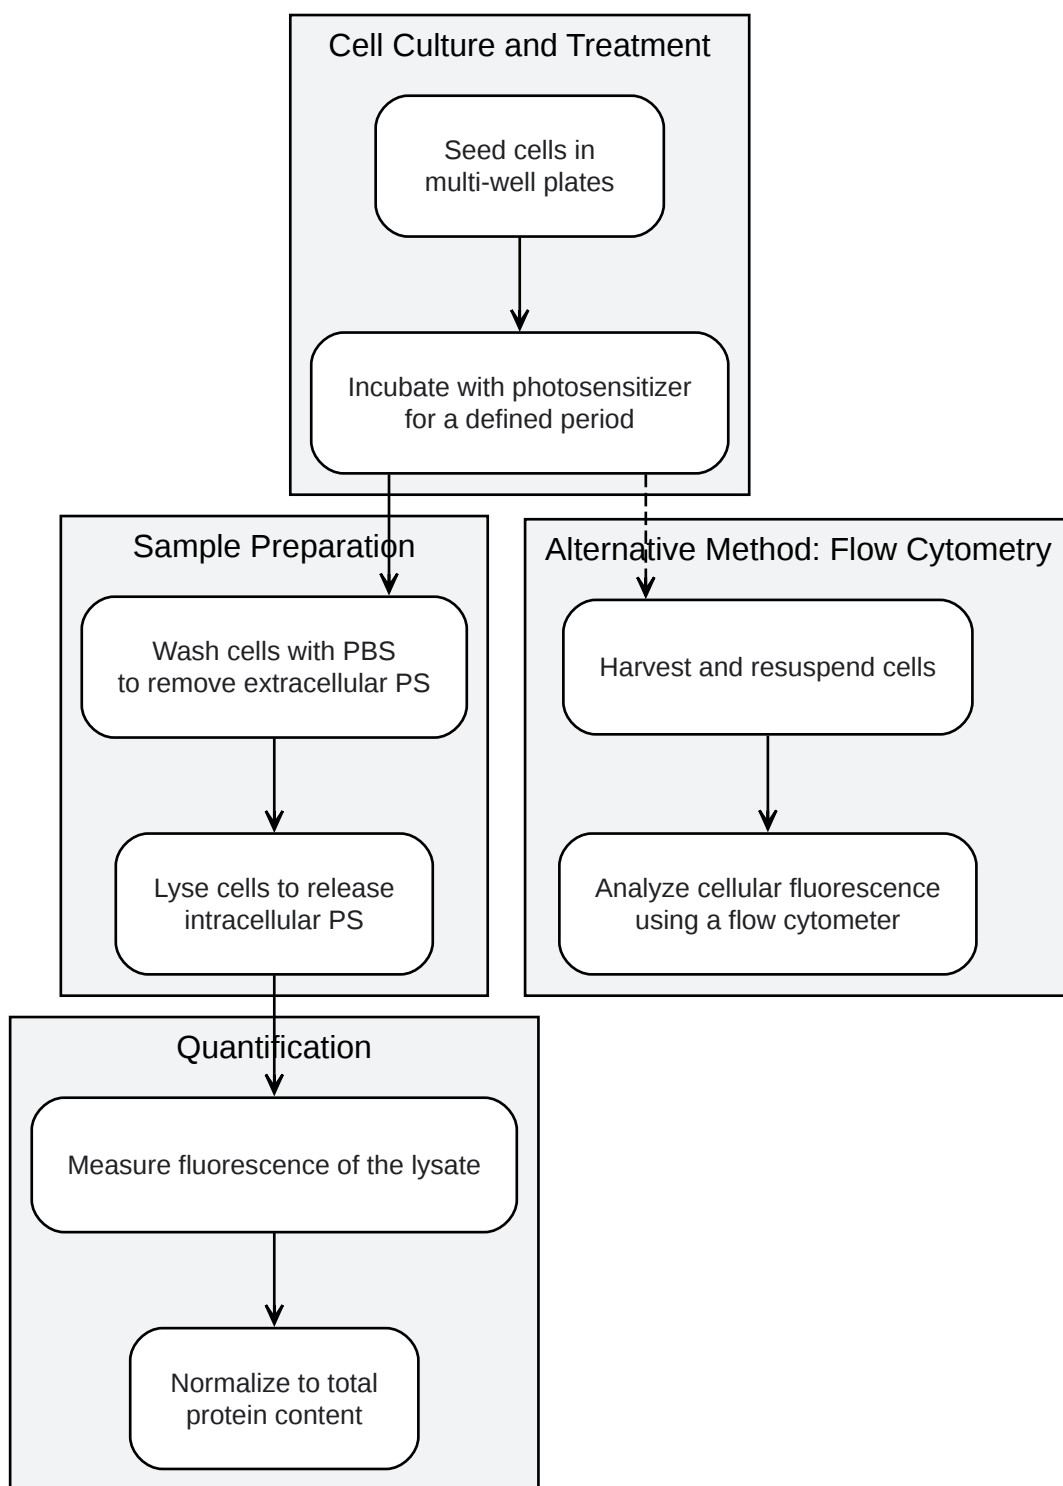 Cell Culture and Treatment
Seed cells in
multi-well plates
Incubate with photosensitizer
for a defined period
Sample Preparation
Wash cells with PBS
to remove extracellular PS
Lyse cells to release
intracellular PS
Alternative Method: Flow Cytometry
Harvest and resuspend cells
Analyze cellular fluorescence
using a flow cytometer
Quantification
Measure fluorescence of the lysate
Normalize to total
protein content